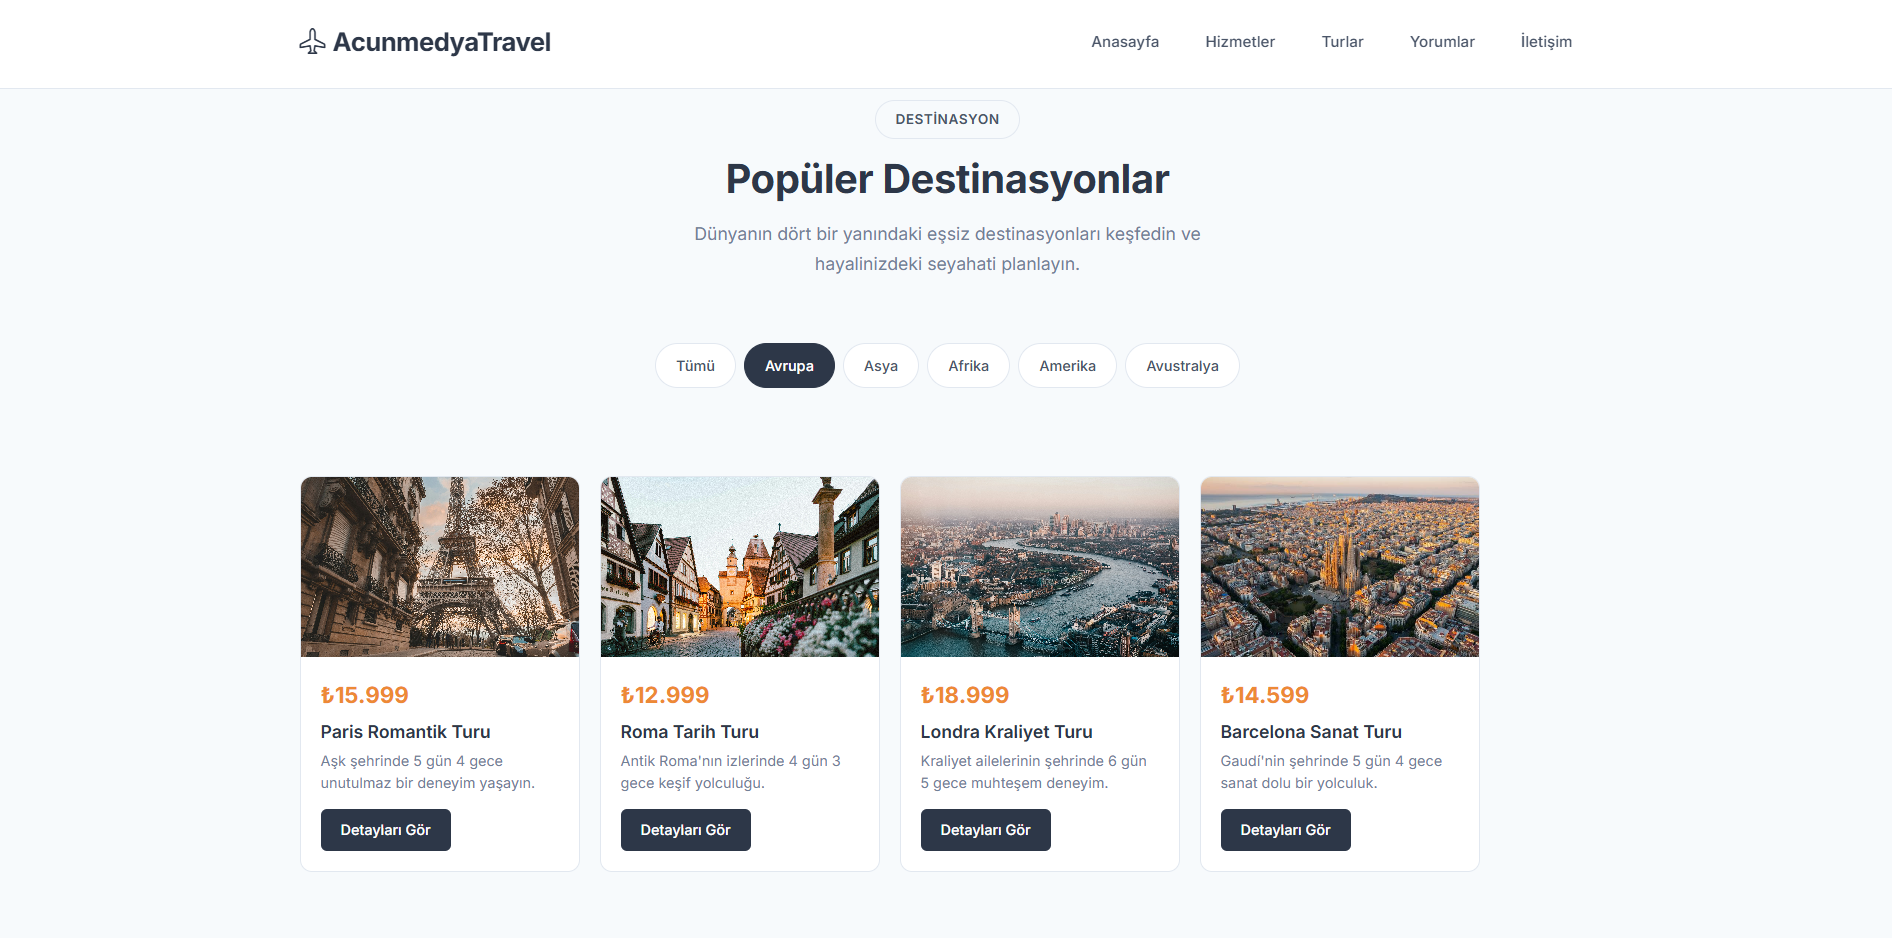 AcunmedyaTravel
Anasayfa
Hizmetler
Turlar
Yorumlar
İletişim
DESTİNASYON
Popüler Destinasyonlar
Dünyanın dört bir yanındaki eşsiz destinasyonları keşfedin ve
hayalinizdeki seyahati planlayın.
Tümü
Avrupa
Asya
Afrika
Amerika
Avustralya
₺15.999
Paris Romantik Turu
Aşk şehrinde 5 gün 4 gece
unutulmaz bir deneyim yaşayın.
Detayları Gör
₺12.999
Roma Tarih Turu
Antik Roma'nın izlerinde 4 gün 3
gece keşif yolculuğu.
Detayları Gör
₺18.999
Londra Kraliyet Turu
Kraliyet ailelerinin şehrinde 6 gün
5 gece muhteşem deneyim.
Detayları Gör
₺14.599
Barcelona Sanat Turu
Gaudí'nin şehrinde 5 gün 4 gece
sanat dolu bir yolculuk.
Detayları Gör